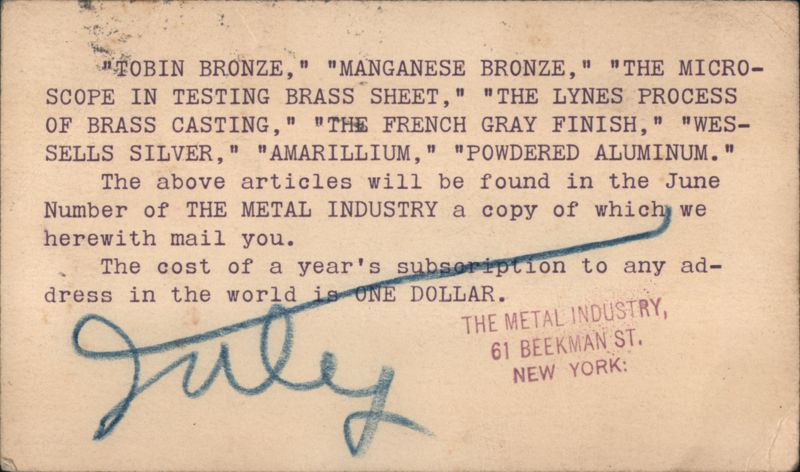 "TOBIN BRONZE," "MANGANESE BRONZE," "THE MICRO-
SCOPE IN TESTING BRASS SHEET," "THE LYNES PROCESS
OF BRASS CASTING," "THE FRENCH GRAY FINISH," "WES-
SELLS SILVER," "AMARILLIUM," "POWDERED ALUMINUM."
The above articles will be found in the June
Number of THE METAL INDUSTRY a copy of which we
herewith mail you.
The cost of a year's subscription to any ad-
dress in the world is ONE DOLLAR.
THE METAL INDUSTRY,
61 BEEKMAN ST.
NEW YORK:
July